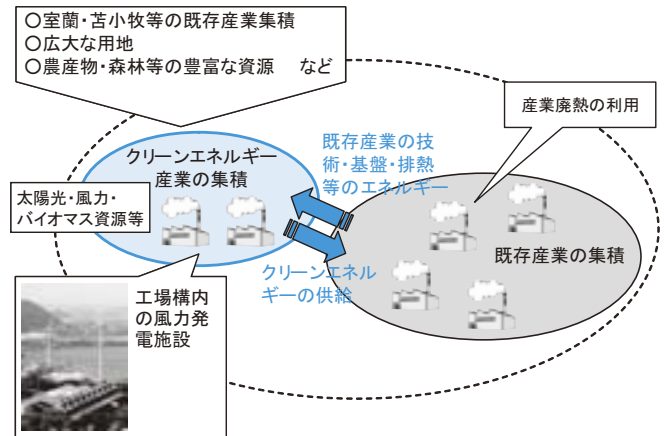 ○室蘭・苫小牧等の既存産業集積
○広大な用地
○農産物・森林等の豊富な資源　など
産業廃熱の利用
クリーンエネルギー
産業の集積
既存産業の技
術・基盤・排熱
等のエネルギー
太陽光・風力・
バイオマス資源等
既存産業の集積
クリーンエネル
ギーの供給
工場構内
の風力発
電施設